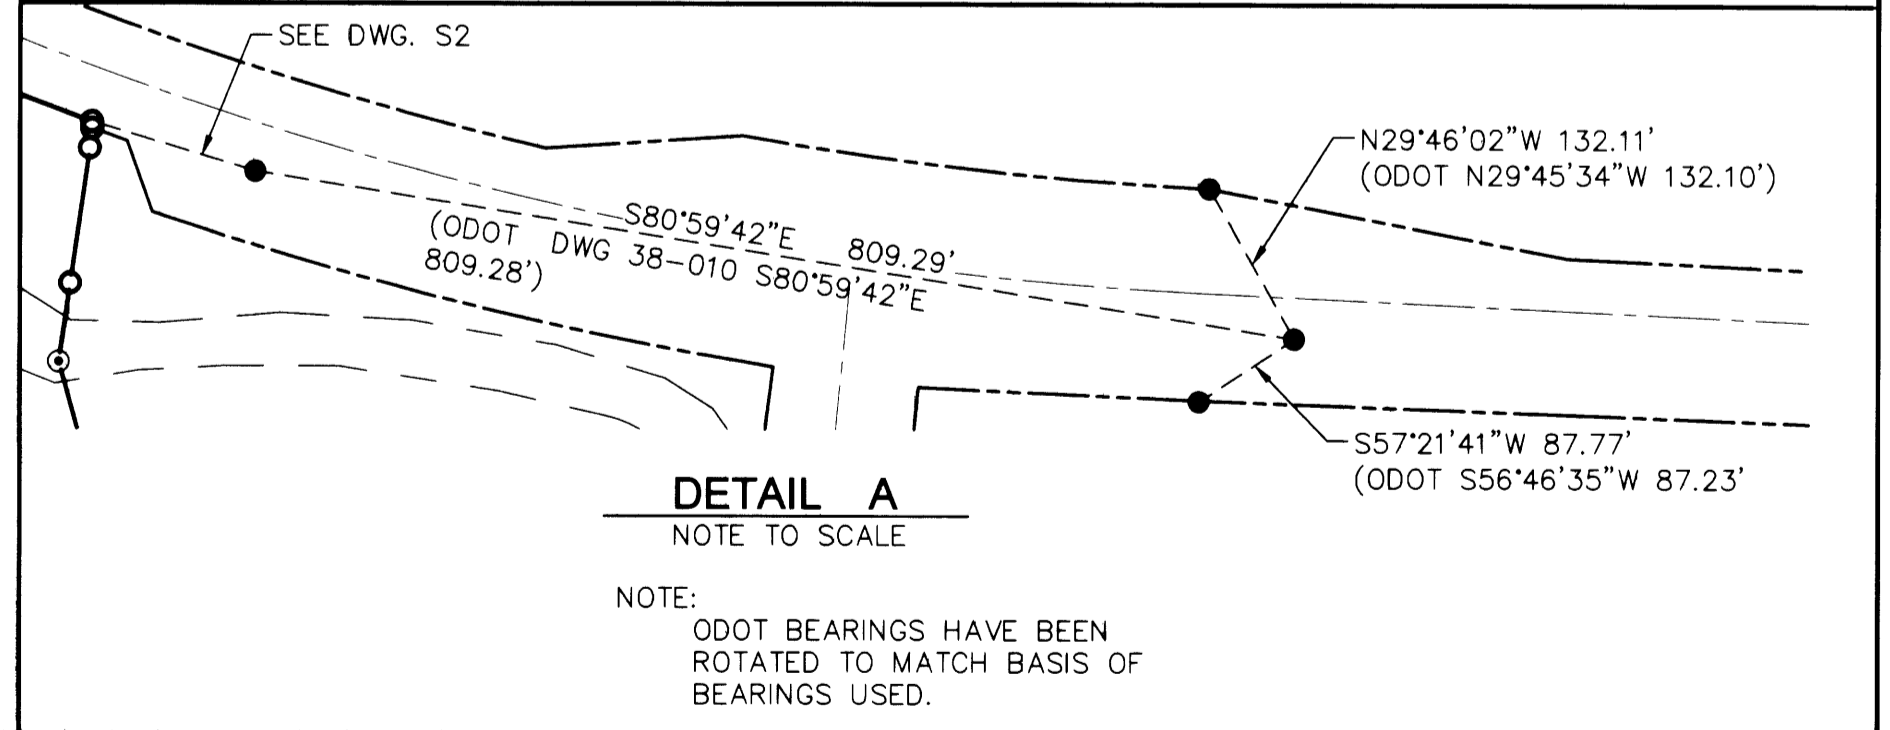 SEE DWG. S2
N29°46'02"W 132.11'
(ODOT N29°45'34"W 132.10')
S80°59'42"E 809.29'
(ODOT DWG 38-010 S80°59'42"E
809.28')
S57°21'41"W 87.77'
(ODOT S56°46'35"W 87.23'
DETAIL A
NOTE TO SCALE
NOTE:
ODOT BEARINGS HAVE BEEN
ROTATED TO MATCH BASIS OF
BEARINGS USED.